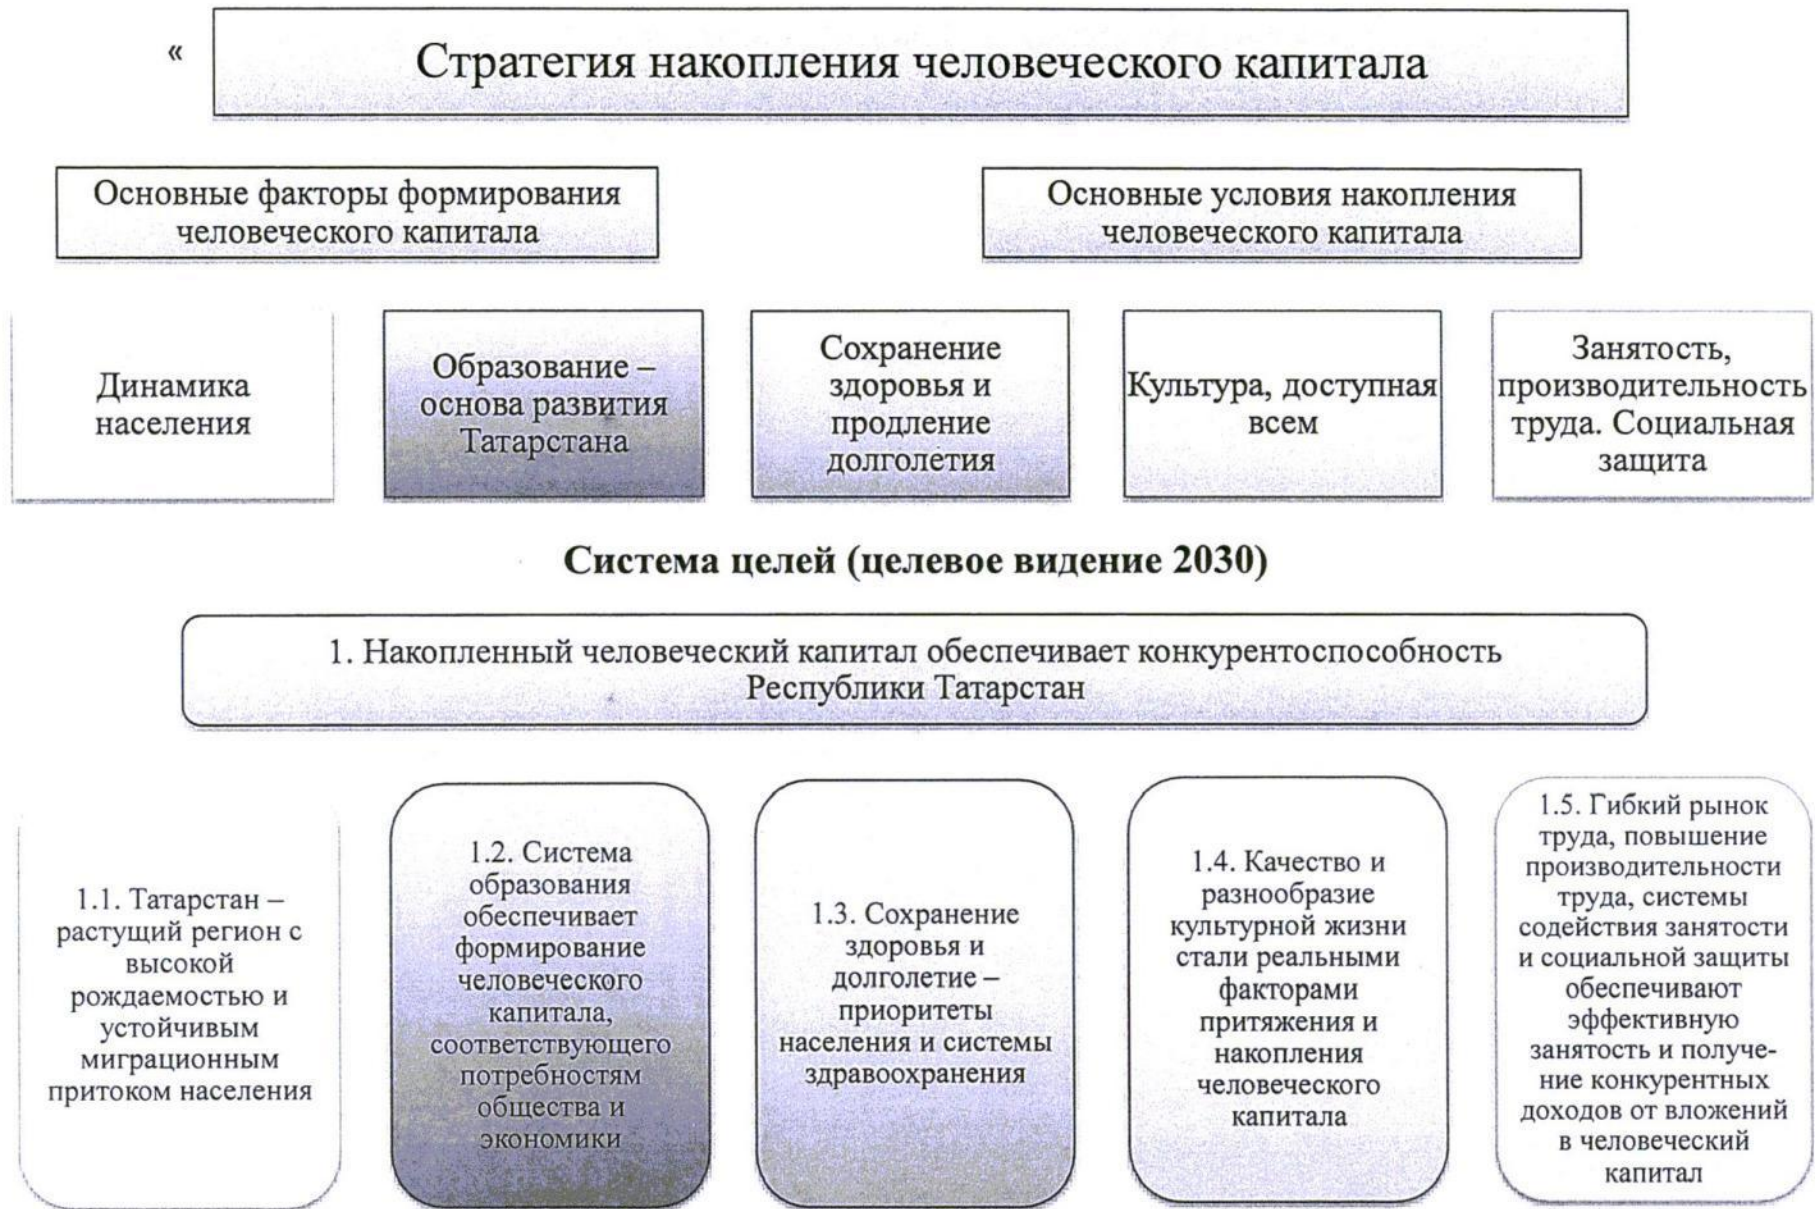 «
Стратегия накопления человеческого капитала
Основные факторы формирования
человеческого капитала
Основные условия накопления
человеческого капитала
Динамика
населения
Образование –
основа развития
Татарстана
Сохранение
здоровья и
продление
долголетия
Культура, доступная
всем
Занятость,
производительность
труда. Социальная
защита
Система целей (целевое видение 2030)
1. Накопленный человеческий капитал обеспечивает конкурентоспособность
Республики Татарстан
1.1. Татарстан –
растущий регион с
высокой
рождаемостью и
устойчивым
миграционным
притоком населения
1.2. Система
образования
обеспечивает
формирование
человеческого
капитала,
соответствующего
потребностям
общества и
экономики
1.3. Сохранение
здоровья и
долголетие –
приоритеты
населения и системы
здравоохранения
1.4. Качество и
разнообразие
культурной жизни
стали реальными
факторами
притяжения и
накопления
человеческого
капитала
1.5. Гибкий рынок
труда, повышение
производительности
труда, системы
содействия занятости
и социальной защиты
обеспечивают
эффективную
занятость и получе-
ние конкурентных
доходов от вложений
в человеческий
капитал